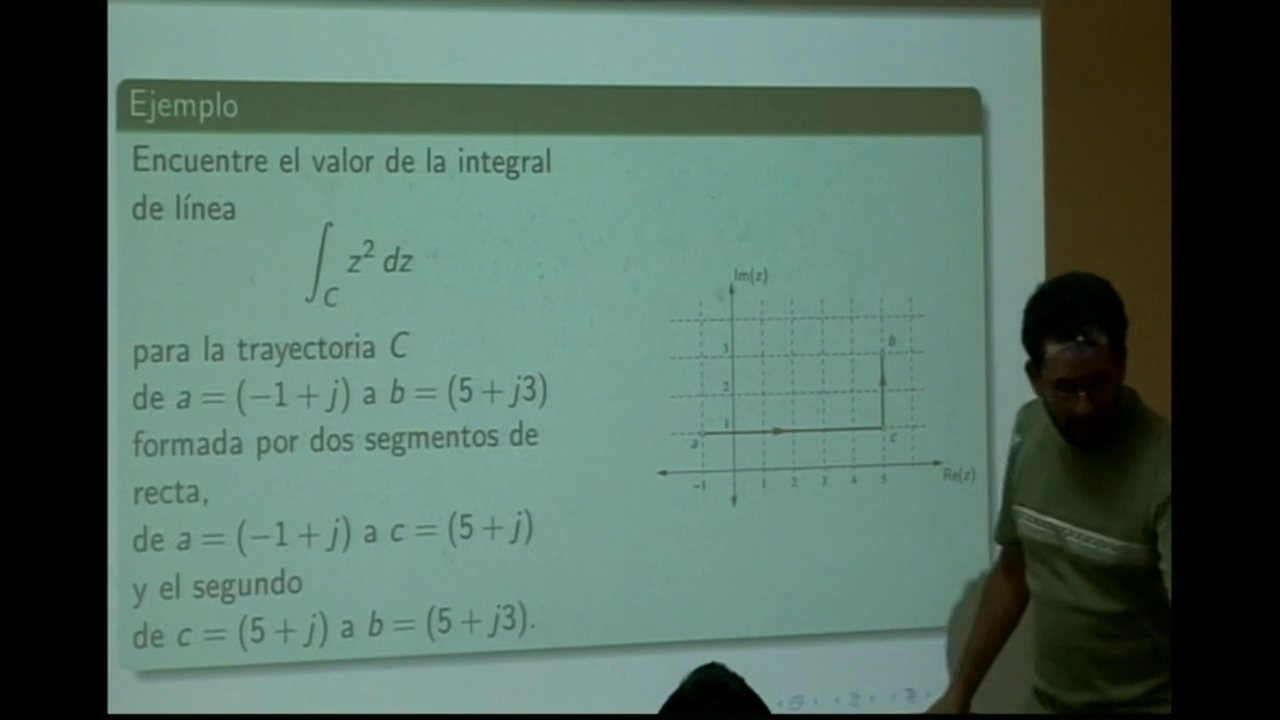 Ejemplo
Encuentre el valor de la integral
de línea
∫_C z² dz
para la trayectoria C
de a = (−1 + j) a b = (5 + j3)
formada por dos segmentos de
recta,
de a = (−1 + j) a c = (5 + j)
y el segundo
de c = (5 + j) a b = (5 + j3).
Im(z)
3
b
2
1
a
c
-1 1 2 3 4 5
Re(z)